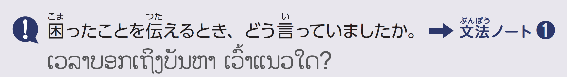 困ったことを伝えるとき、どう言っていましたか。 ➡ 文法ノート❶
ເວລາບອກເຖິງບັນຫາ ເວົ້າແນວໃດ?